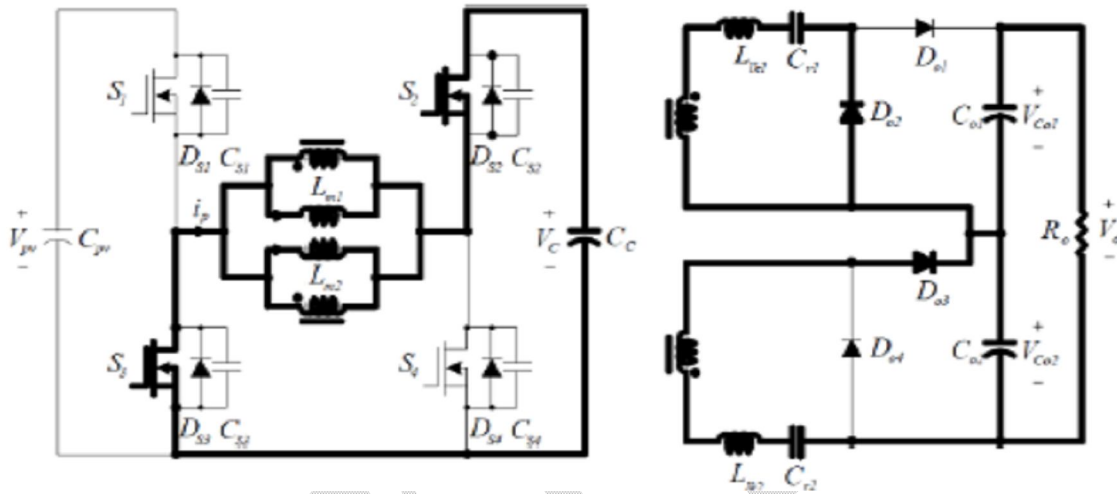 S1
S2
DS1 CS1
DS2 CS2
Lm1
ip
+
Vpv
−
Cpv
+
VC
−
CC
Lm2
S3
S4
DS3 CS3
DS4 CS4
Do1
Do2
Co1
+
VCo1
−
Ro
+
−
Do3
Do4
Co2
+
VCo2
−
Cr2